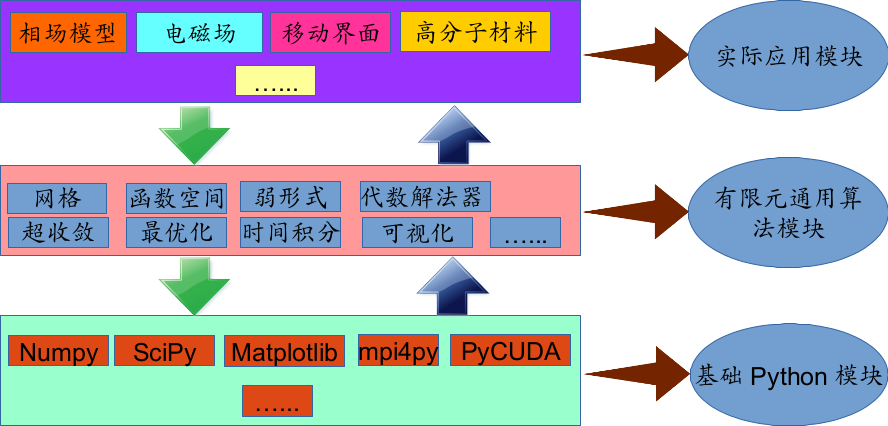 相场模型 电磁场 移动界面 高分子材料
…...
实际应用模块
网格 函数空间 弱形式 代数解法器
超收敛 最优化 时间积分 可视化 …...
有限元通用算
法模块
Numpy SciPy Matplotlib mpi4py PyCUDA
…...
基础 Python 模块